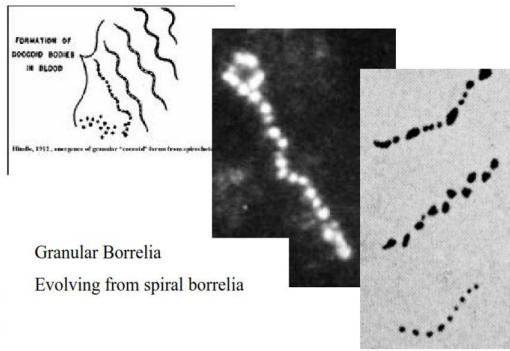 FORMATION OF
COCCOID BODIES
IN BLOOD
Hindle, 1912 , emergence of granular "coccoid" forms from spirochete
Granular Borrelia
Evolving from spiral borrelia